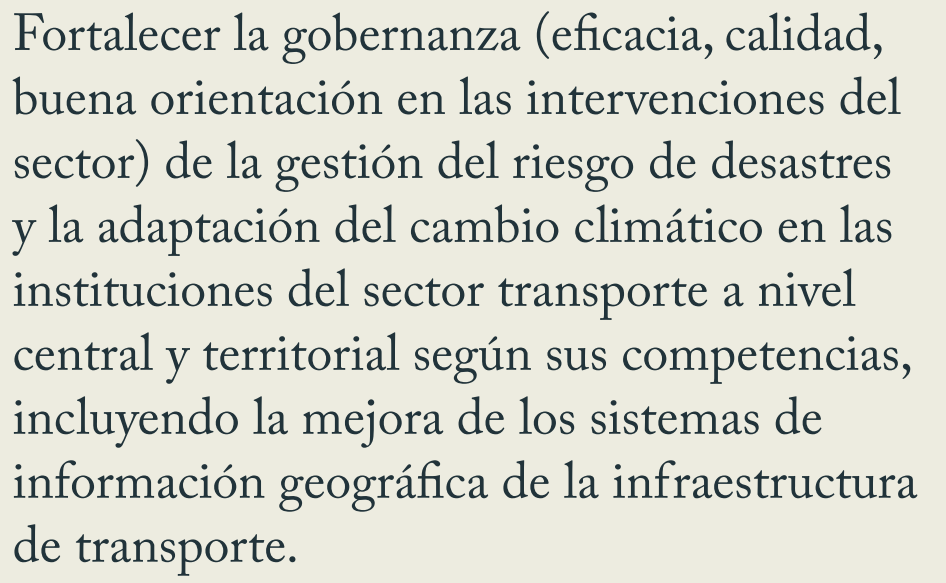 Fortalecer la gobernanza (eficacia, calidad,
buena orientación en las intervenciones del
sector) de la gestión del riesgo de desastres
y la adaptación del cambio climático en las
instituciones del sector transporte a nivel
central y territorial según sus competencias,
incluyendo la mejora de los sistemas de
información geográfica de la infraestructura
de transporte.